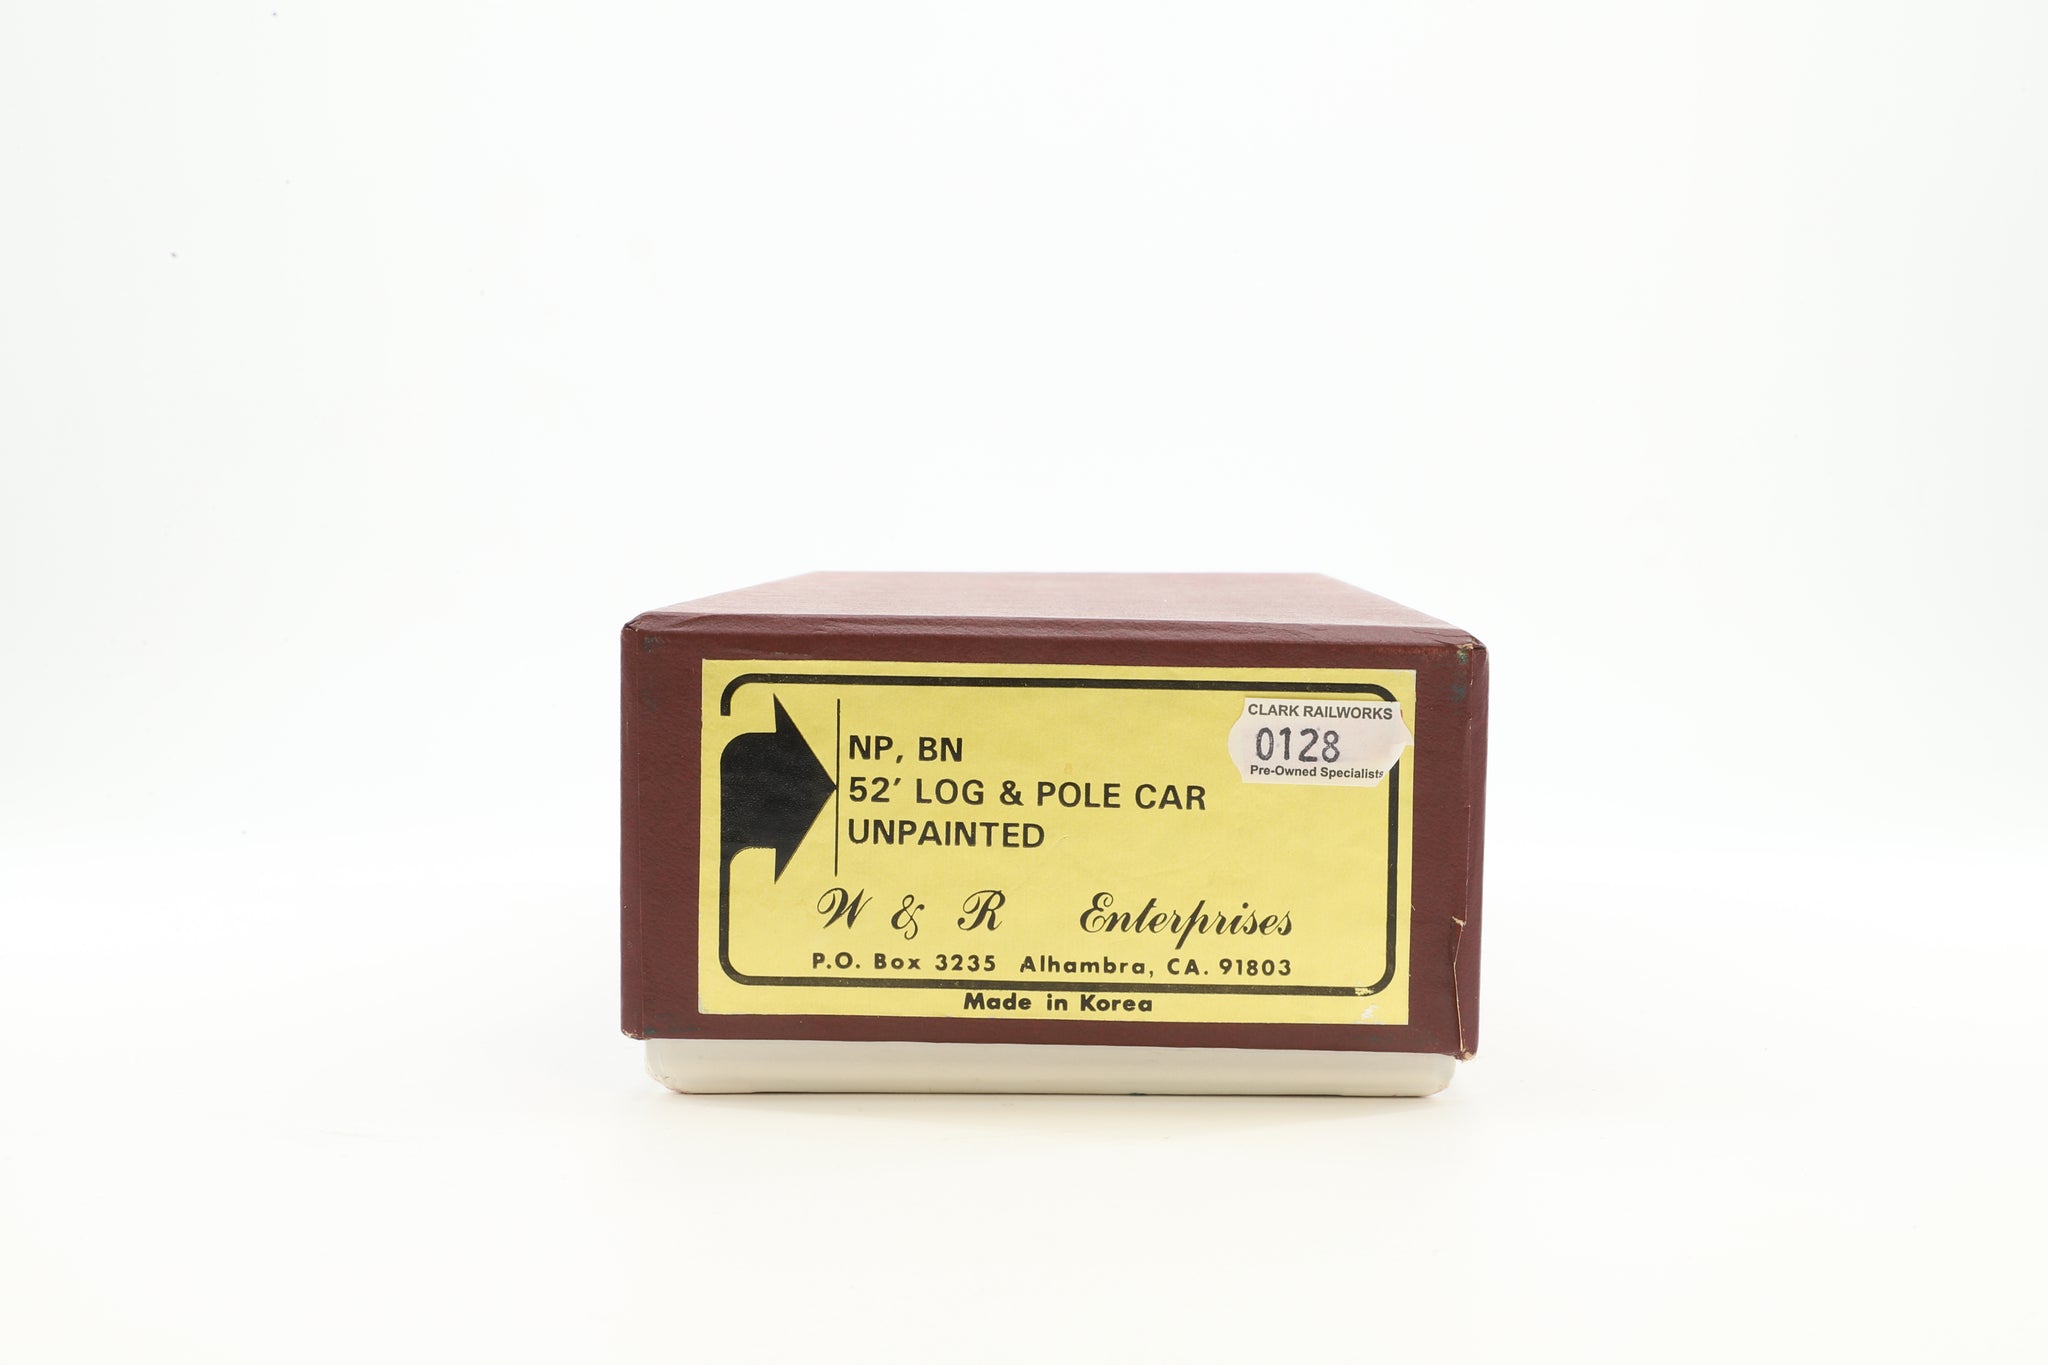 CLARK RAILWORKS
0128
Pre-Owned Specialists
NP, BN
52' LOG & POLE CAR
UNPAINTED
W & R Enterprises
P.O. Box 3235 Alhambra, CA. 91803
Made in Korea